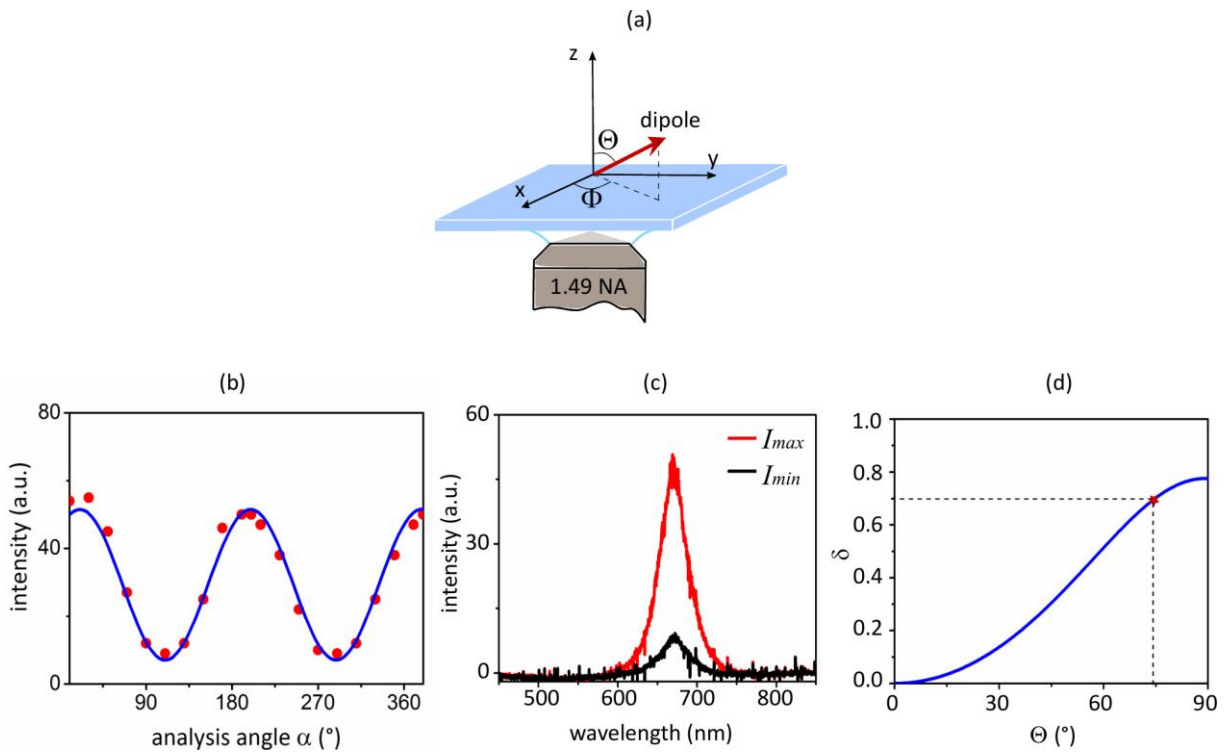 (a)
z
dipole
Θ
y
x
Φ
1.49 NA
(b)
80
40
0
90
180
270
360
intensity (a.u.)
analysis angle α (°)
(c)
60
30
0
500
600
700
800
intensity (a.u.)
wavelength (nm)
Imax
Imin
(d)
1.0
0.8
0.6
0.4
0.2
0.0
0
30
60
90
δ
Θ (°)